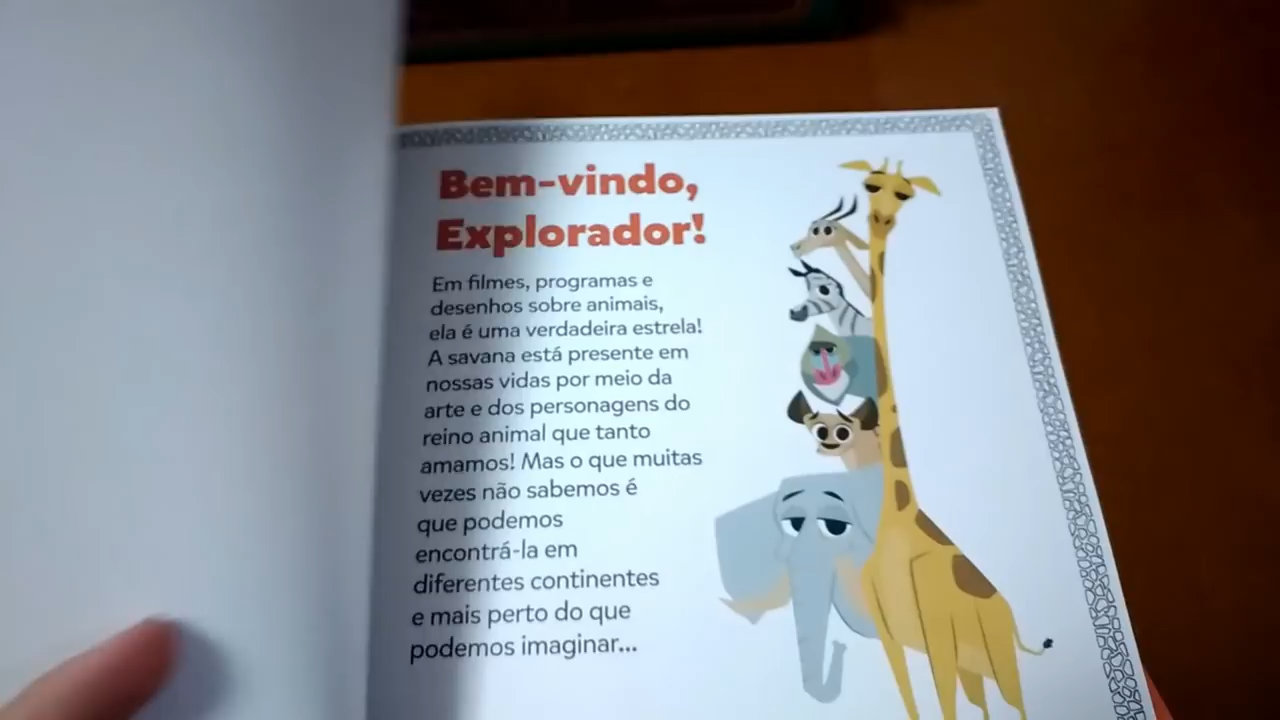 Bem-vindo,
Explorador!
Em filmes, programas e
desenhos sobre animais,
ela é uma verdadeira estrela!
A savana está presente em
nossas vidas por meio da
arte e dos personagens do
reino animal que tanto
amamos! Mas o que muitas
vezes não sabemos é
que podemos
encontrá-la em
diferentes continentes
e mais perto do que
podemos imaginar...